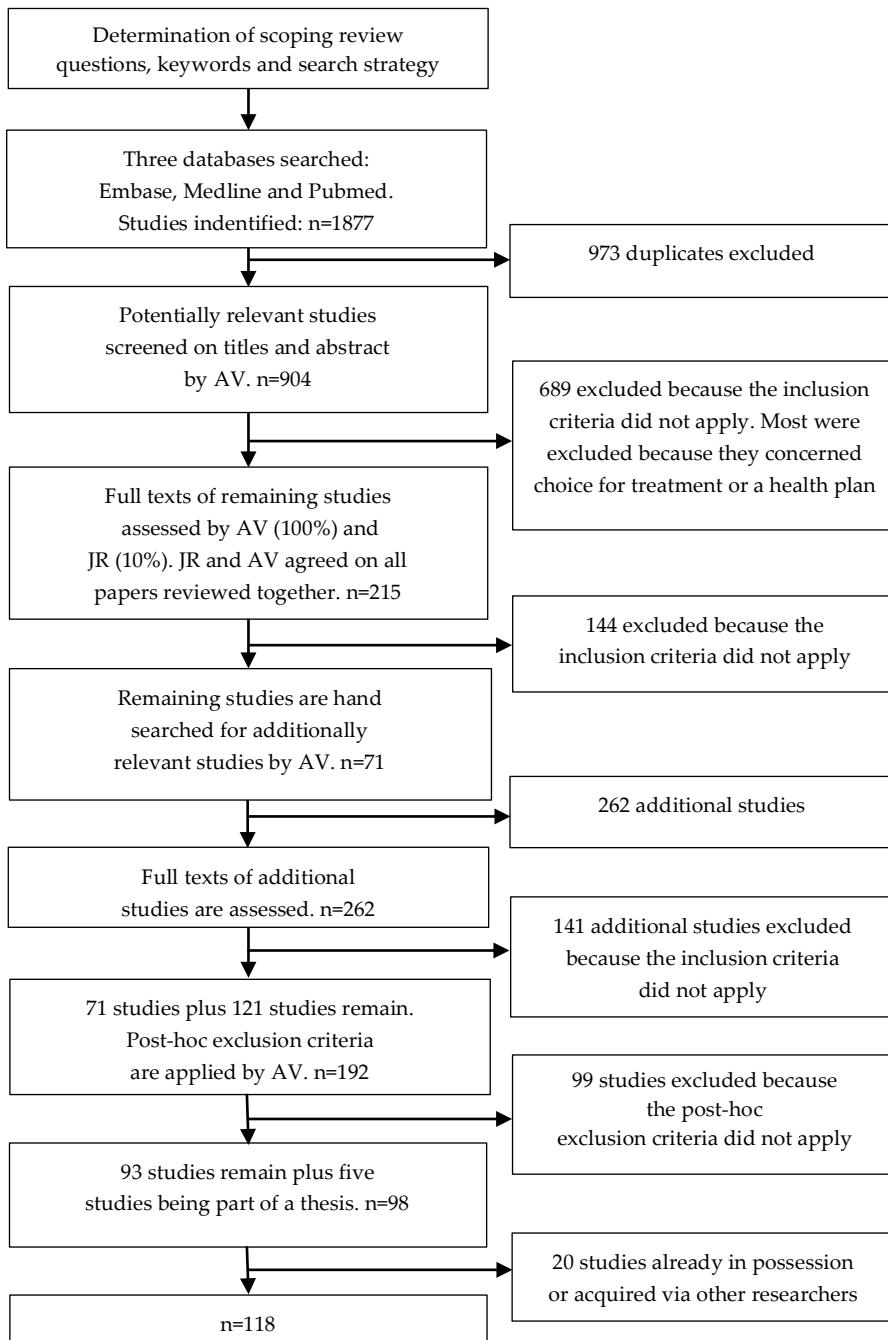 Determination of scoping review
questions, keywords and search strategy
Three databases searched:
Embase, Medline and Pubmed.
Studies indentified: n=1877
973 duplicates excluded
Potentially relevant studies
screened on titles and abstract
by AV. n=904
689 excluded because the inclusion
criteria did not apply. Most were
excluded because they concerned
choice for treatment or a health plan
Full texts of remaining studies
assessed by AV (100%) and
JR (10%). JR and AV agreed on all
papers reviewed together. n=215
144 excluded because the
inclusion criteria did not apply
Remaining studies are hand
searched for additionally
relevant studies by AV. n=71
262 additional studies
Full texts of additional
studies are assessed. n=262
141 additional studies excluded
because the inclusion criteria
did not apply
71 studies plus 121 studies remain.
Post-hoc exclusion criteria
are applied by AV. n=192
99 studies excluded because
the post-hoc
exclusion criteria did not apply
93 studies remain plus five
studies being part of a thesis. n=98
20 studies already in possession
or acquired via other researchers
n=118